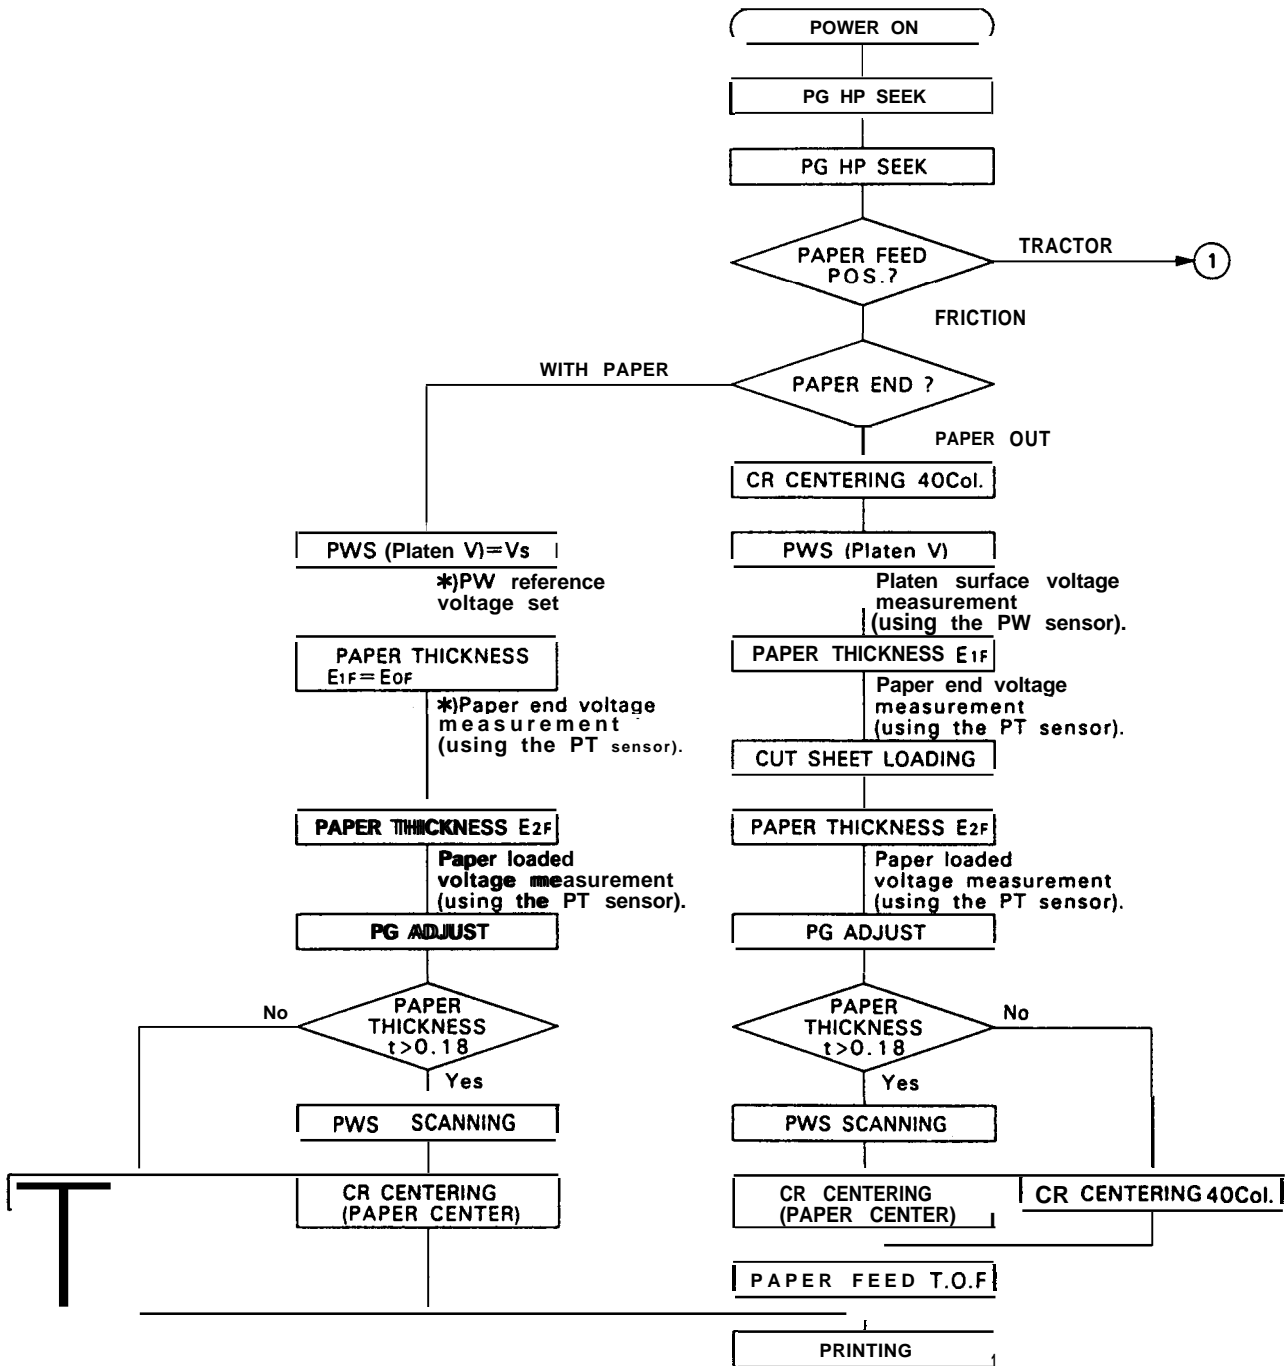 POWER ON
PG HP SEEK
PG HP SEEK
PAPER FEED
POS.?
TRACTOR
1
FRICTION
WITH PAPER
PAPER END ?
PAPER OUT
CR CENTERING 40Col.
PWS (Platen V)=Vs
*)PW reference
voltage set
PWS (Platen V)
Platen surface voltage
measurement
(using the PW sensor).
PAPER THICKNESS
E1F=E0F
*)Paper end voltage
measurement
(using the PT sensor).
PAPER THICKNESS E1F
Paper end voltage
measurement
(using the PT sensor).
CUT SHEET LOADING
PAPER THICKNESS E2F
Paper loaded
voltage measurement
(using the PT sensor).
PAPER THICKNESS E2F
Paper loaded
voltage measurement
(using the PT sensor).
PG ADJUST
PG ADJUST
No
PAPER
THICKNESS
t>0.18
Yes
PAPER
THICKNESS
t>0.18
No
Yes
PWS SCANNING
PWS SCANNING
CR CENTERING
(PAPER CENTER)
CR CENTERING
(PAPER CENTER)
CR CENTERING 40Col.
PAPER FEED T.O.F
PRINTING